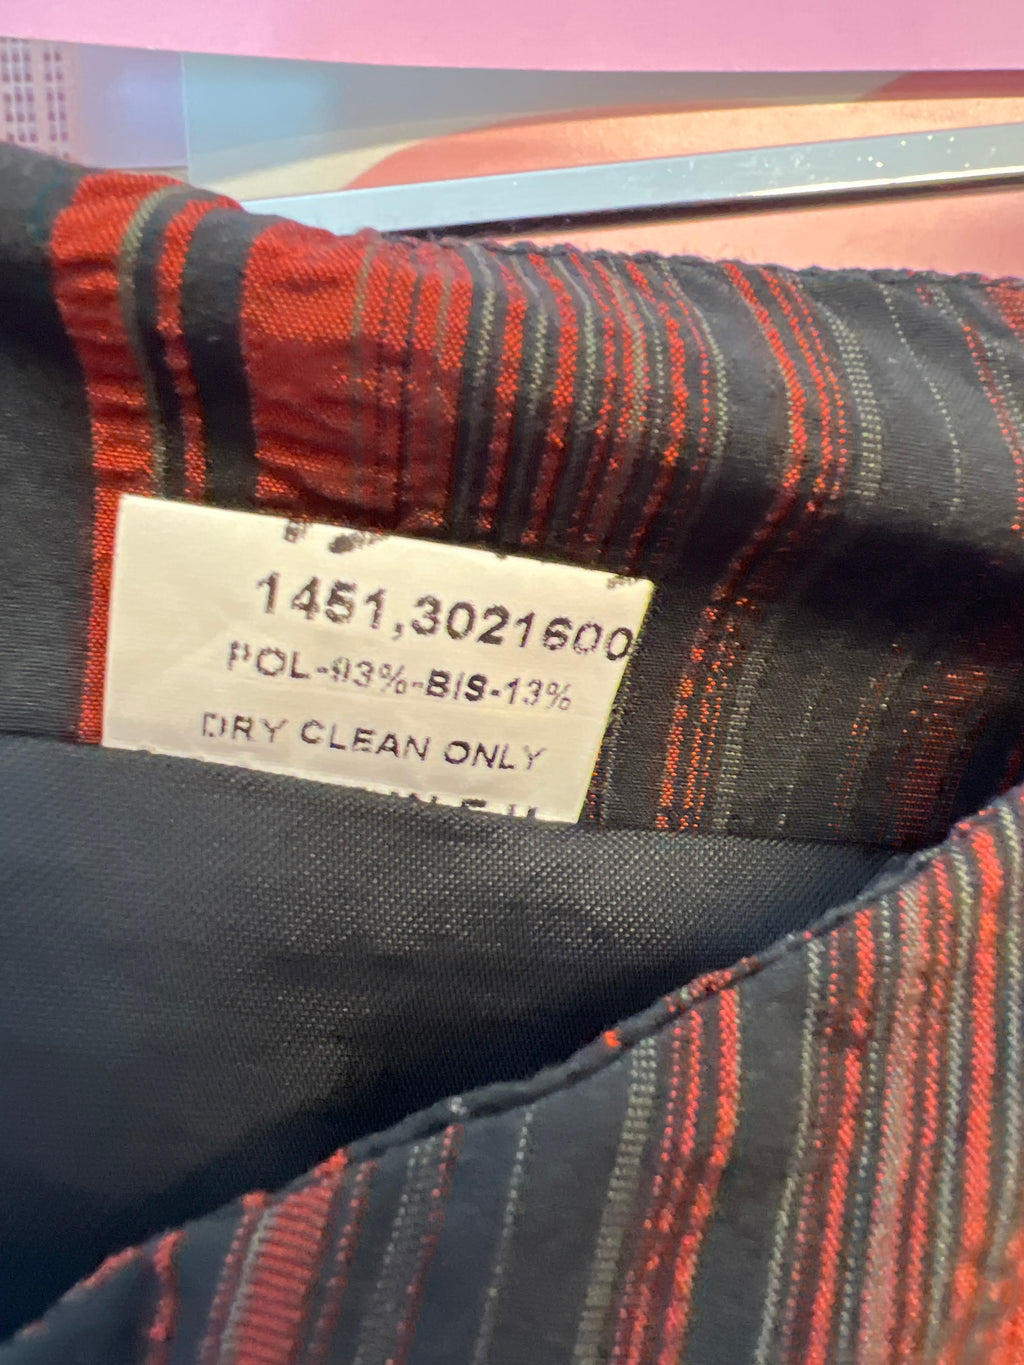 1451,3021600
POL-93%-BIS-13%
DRY CLEAN ONLY